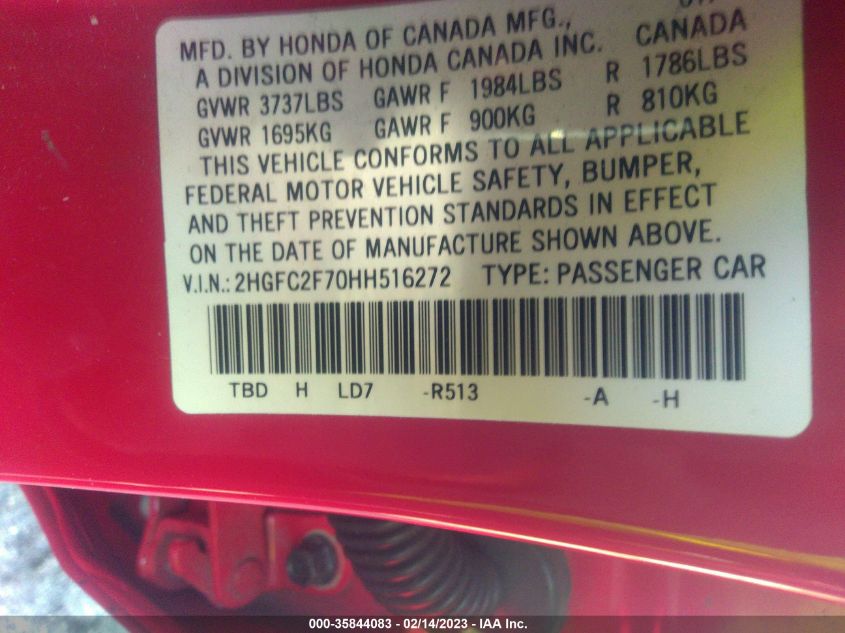 MFD. BY HONDA OF CANADA MFG.,
A DIVISION OF HONDA CANADA INC. CANADA
GVWR 3737LBS GAWR F 1984LBS R 1786LBS
GVWR 1695KG GAWR F 900KG R 810KG
THIS VEHICLE CONFORMS TO ALL APPLICABLE
FEDERAL MOTOR VEHICLE SAFETY, BUMPER,
AND THEFT PREVENTION STANDARDS IN EFFECT
ON THE DATE OF MANUFACTURE SHOWN ABOVE.
V.I.N.: 2HGFC2F70HH516272 TYPE: PASSENGER CAR
TBD H LD7 -R513 -A -H
000-35844083 - 02/14/2023 - IAA Inc.